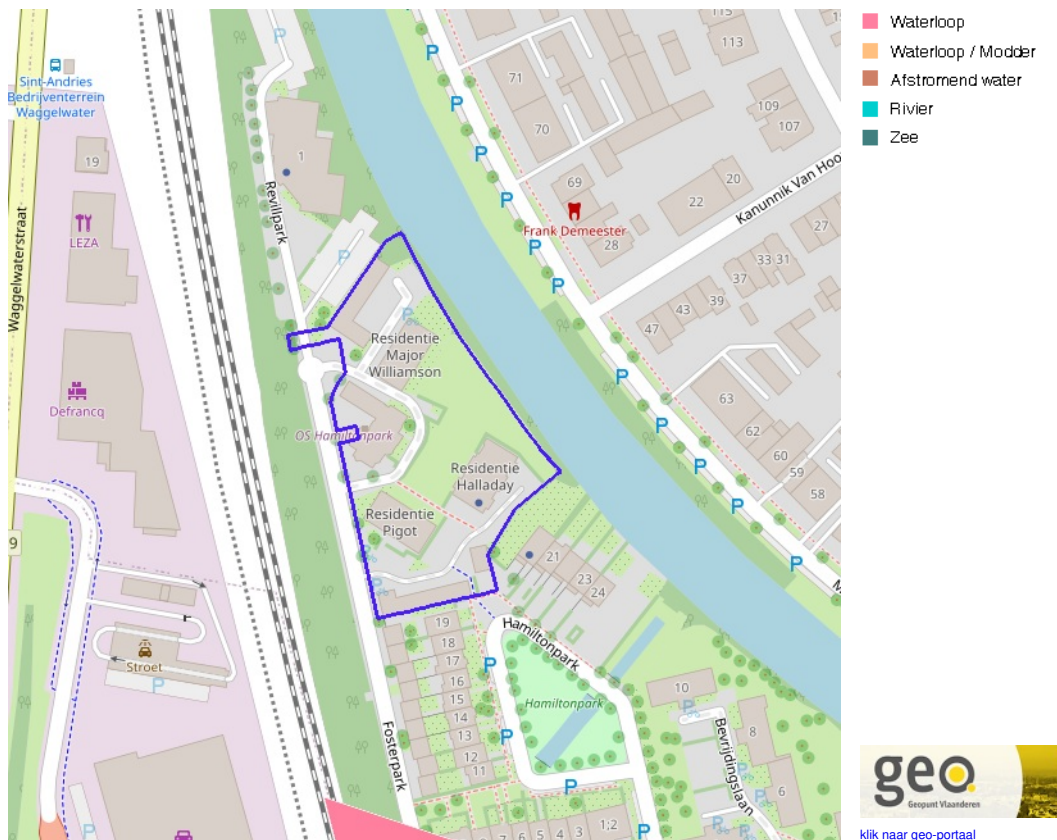 Sint-Andries
Bedrijventerrein
Waggelwater
19
LEZA
Waggelwaterstraat
Defrancq
9
Stroet
P
P
1
Revillpark
P
Residentie
Major
Williamson
OS Hamiltonpark
Residentie
Halladay
Residentie
Pigot
P
P
P
P
P
P
P
P
P
P
71
70
69
Frank Demeester
28
113
109
107
20
22
Kanunnik Van Hoo
27
33 31
37
39
43
47
63
62
60
59
58
21
23
24
19
18
17
16
15
14
13
12
11
Fosterpark
Hamiltonpark
Hamiltonpark
P
P
P
10
Bevrijdingslaan
8
6
P
P
P
5
4
3
1;2
Waterloop
Waterloop / Modder
Afstromend water
Rivier
Zee
geo
Geopunt Vlaanderen
klik naar geo-portaal